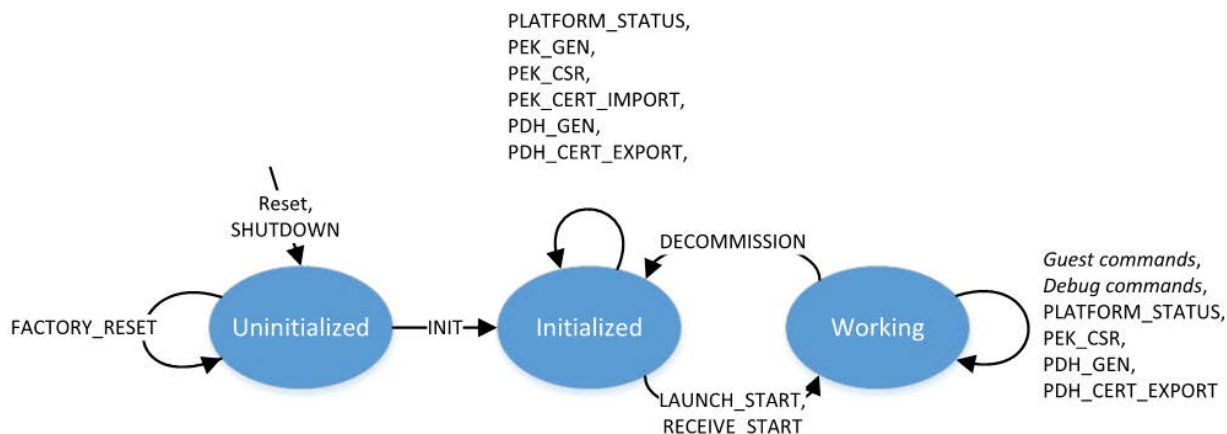 PLATFORM_STATUS,
PEK_GEN,
PEK_CSR,
PEK_CERT_IMPORT,
PDH_GEN,
PDH_CERT_EXPORT,
Reset,
SHUTDOWN
DECOMMISSION
Guest commands,
Debug commands,
PLATFORM_STATUS,
PEK_CSR,
PDH_GEN,
PDH_CERT_EXPORT
FACTORY_RESET
Uninitialized
INIT
Initialized
Working
LAUNCH_START,
RECEIVE_START